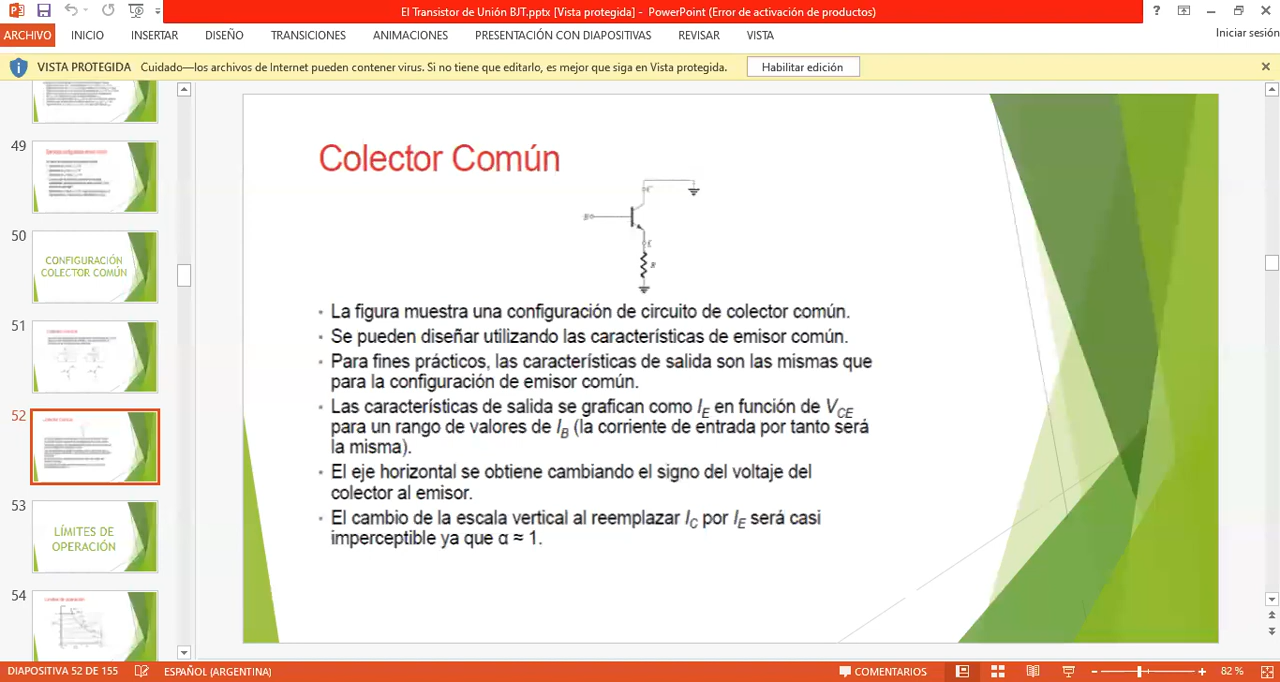 El Transistor de Unión BJT.pptx [Vista protegida] - PowerPoint (Error de activación de productos)
ARCHIVO INICIO INSERTAR DISEÑO TRANSICIONES ANIMACIONES PRESENTACIÓN CON DIAPOSITIVAS REVISAR VISTA Iniciar sesión
VISTA PROTEGIDA Cuidado—los archivos de Internet pueden contener virus. Si no tiene que editarlo, es mejor que siga en Vista protegida. Habilitar edición
49
50
CONFIGURACIÓN
COLECTOR COMÚN
51
52
53
LÍMITES DE
OPERACIÓN
54
Colector Común
• La figura muestra una configuración de circuito de colector común.
• Se pueden diseñar utilizando las características de emisor común.
• Para fines prácticos, las características de salida son las mismas que
para la configuración de emisor común.
• Las características de salida se grafican como IE en función de VCE
para un rango de valores de IB (la corriente de entrada por tanto será
la misma).
• El eje horizontal se obtiene cambiando el signo del voltaje del
colector al emisor.
• El cambio de la escala vertical al reemplazar IC por IE será casi
imperceptible ya que α ≈ 1.
DIAPOSITIVA 52 DE 155 ESPAÑOL (ARGENTINA) COMENTARIOS 82 %